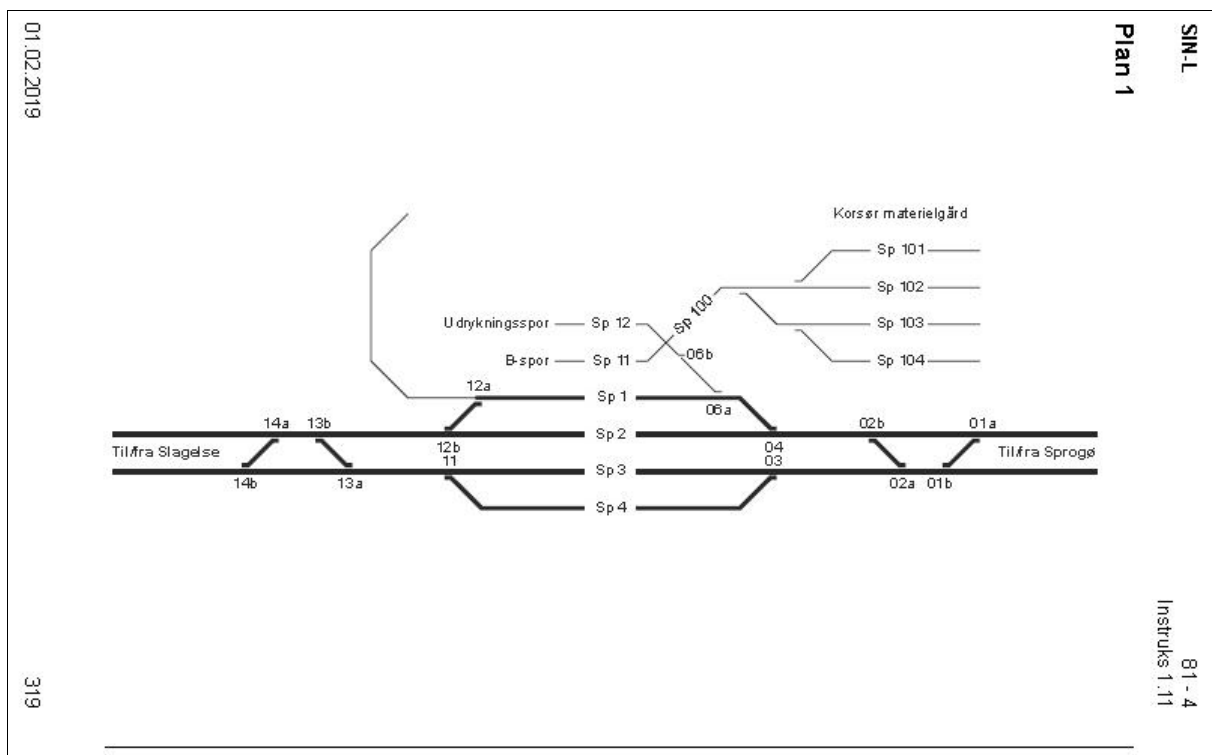 SIN-L
B1 - 4
Instruks 1.11
Plan 1
Korsør materielgård
Sp 101
Sp 102
Sp 100
Udrykningsspor
Sp 12
Sp 103
06b
B-spor
Sp 11
Sp 104
12a
Sp 1
06a
14a
13b
Sp 2
02b
01a
Til/fra Slagelse
12b
04
Til/fra Sprogø
11
Sp 3
03
14b
13a
02a
01b
Sp 4
01.02.2019
319